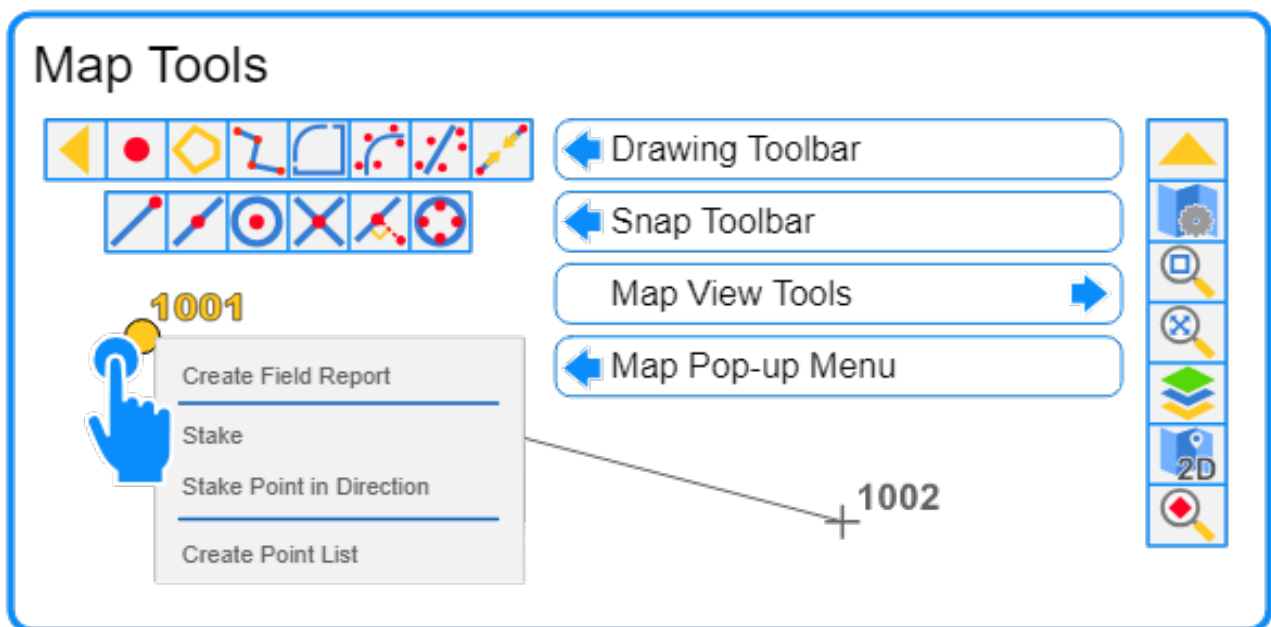 Map Tools
Drawing Toolbar
Snap Toolbar
Map View Tools
Map Pop-up Menu
1001
Create Field Report
Stake
Stake Point in Direction
Create Point List
1002
2D